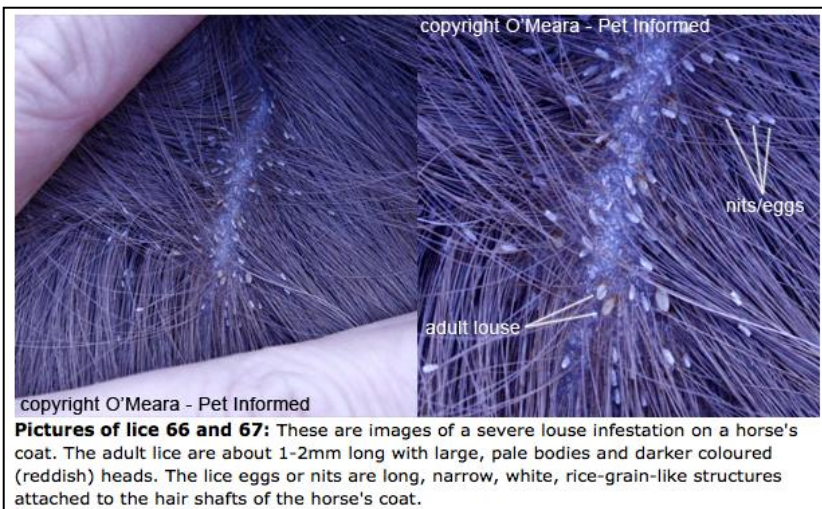 copyright O'Meara - Pet Informed
nits/eggs
adult louse
copyright O'Meara - Pet Informed
Pictures of lice 66 and 67: These are images of a severe louse infestation on a horse's
coat. The adult lice are about 1-2mm long with large, pale bodies and darker coloured
(reddish) heads. The lice eggs or nits are long, narrow, white, rice-grain-like structures
attached to the hair shafts of the horse's coat.